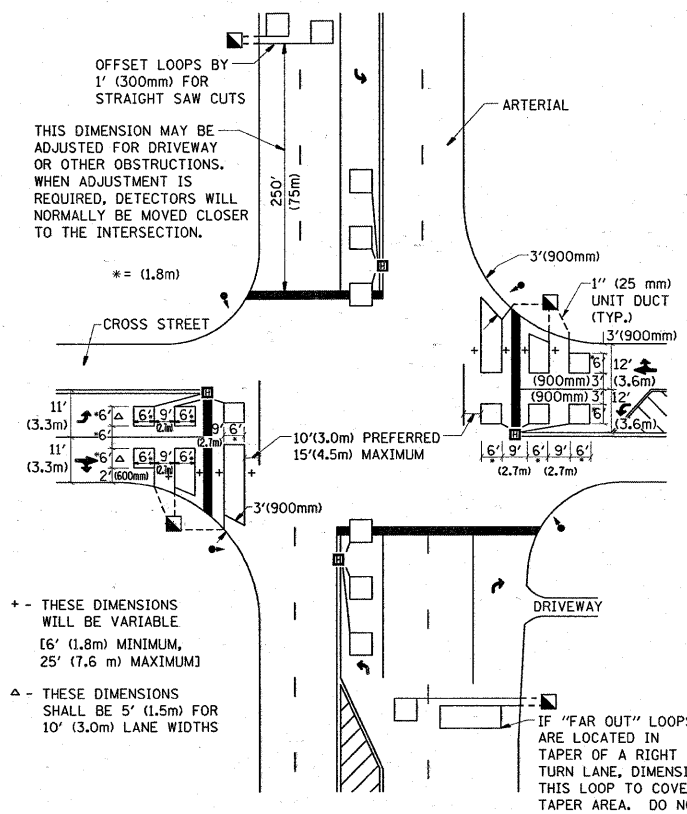 OFFSET LOOPS BY
1' (300mm) FOR
STRAIGHT SAW CUTS
THIS DIMENSION MAY BE
ADJUSTED FOR DRIVEWAY
OR OTHER OBSTRUCTIONS.
WHEN ADJUSTMENT IS
REQUIRED, DETECTORS WILL
NORMALLY BE MOVED CLOSER
TO THE INTERSECTION.
250'
(75m)
ARTERIAL
* = (1.8m)
3'(900mm)
1" (25 mm)
UNIT DUCT
(TYP.)
CROSS STREET
3'(900mm)
*6'
12'
(3.6m)
(900mm) 3'
(900mm) 3'
12'
*6'
(3.6m)
6' 9' 6' 9' 6'
* * *
(2.7m) (2.7m)
11'
(3.3m)
*6' Δ 6' 9' 6'
(2.7m)
*6'
9' 6'
(2.7m) *
11'
(3.3m)
*6' Δ 6' 9' 6'
(2.7m)
2' (600mm)
10'(3.0m) PREFERRED
15'(4.5m) MAXIMUM
3'(900mm)
+ - THESE DIMENSIONS
WILL BE VARIABLE
[6' (1.8m) MINIMUM,
25' (7.6 m) MAXIMUM]
Δ - THESE DIMENSIONS
SHALL BE 5' (1.5m) FOR
10' (3.0m) LANE WIDTHS
DRIVEWAY
IF "FAR OUT" LOOPS
ARE LOCATED IN
TAPER OF A RIGHT
TURN LANE, DIMENSI
THIS LOOP TO COVE
TAPER AREA. DO NO